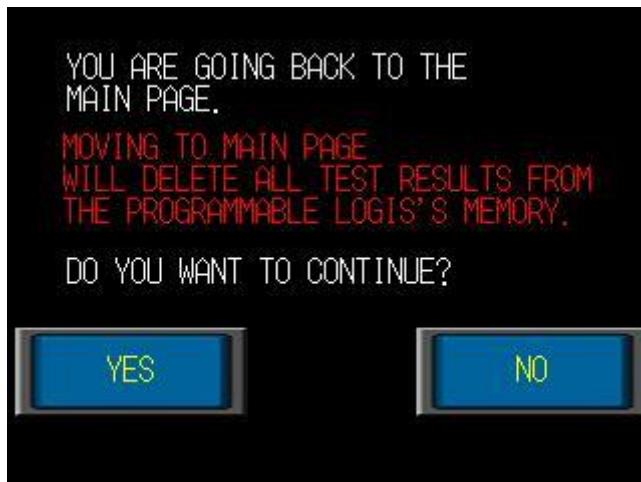 YOU ARE GOING BACK TO THE
MAIN PAGE.
MOVING TO MAIN PAGE
WILL DELETE ALL TEST RESULTS FROM
THE PROGRAMMABLE LOGIS'S MEMORY.
DO YOU WANT TO CONTINUE?
YES
NO